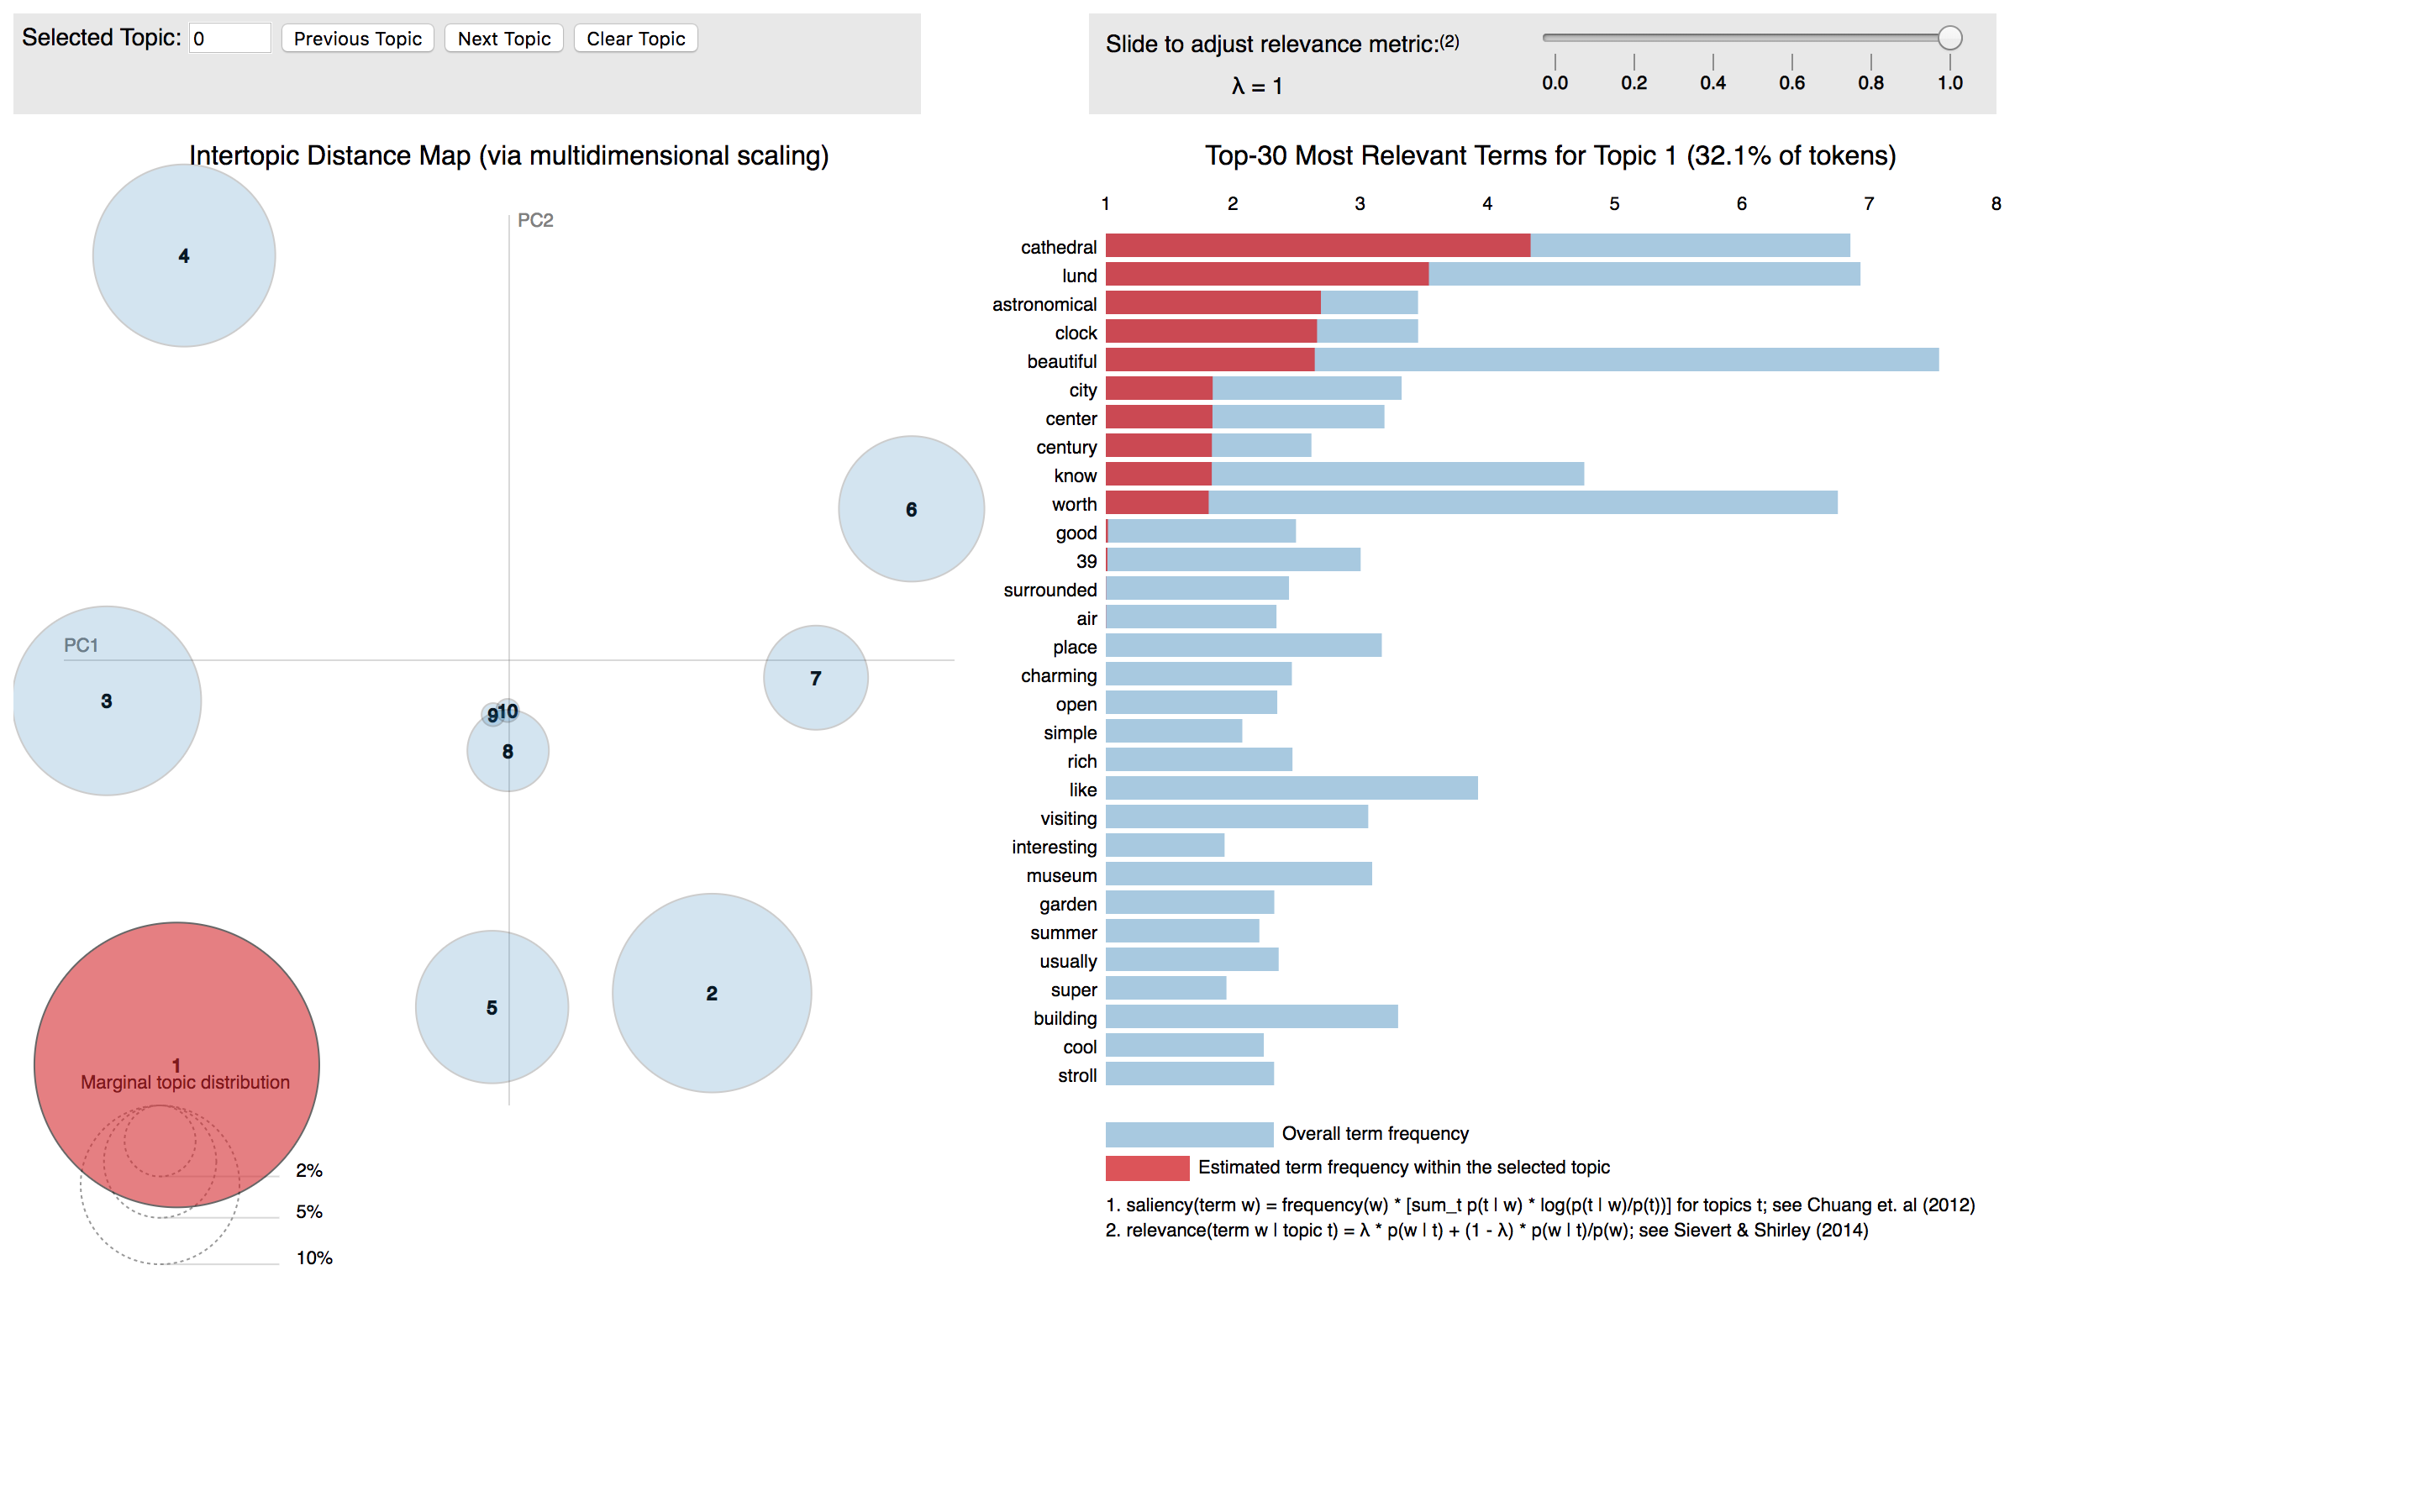 Selected Topic: 0 Previous Topic Next Topic Clear Topic
Slide to adjust relevance metric:(2)
λ = 1
0.0 0.2 0.4 0.6 0.8 1.0
Intertopic Distance Map (via multidimensional scaling)
PC2
PC1
4
6
3
7
9
10
8
5
2
1
Marginal topic distribution
2%
5%
10%
Top-30 Most Relevant Terms for Topic 1 (32.1% of tokens)
1 2 3 4 5 6 7 8
cathedral
lund
astronomical
clock
beautiful
city
center
century
know
worth
good
39
surrounded
air
place
charming
open
simple
rich
like
visiting
interesting
museum
garden
summer
usually
super
building
cool
stroll
Overall term frequency
Estimated term frequency within the selected topic
1. saliency(term w) = frequency(w) * [sum_t p(t | w) * log(p(t | w)/p(t))] for topics t; see Chuang et. al (2012)
2. relevance(term w | topic t) = λ * p(w | t) + (1 - λ) * p(w | t)/p(w); see Sievert & Shirley (2014)